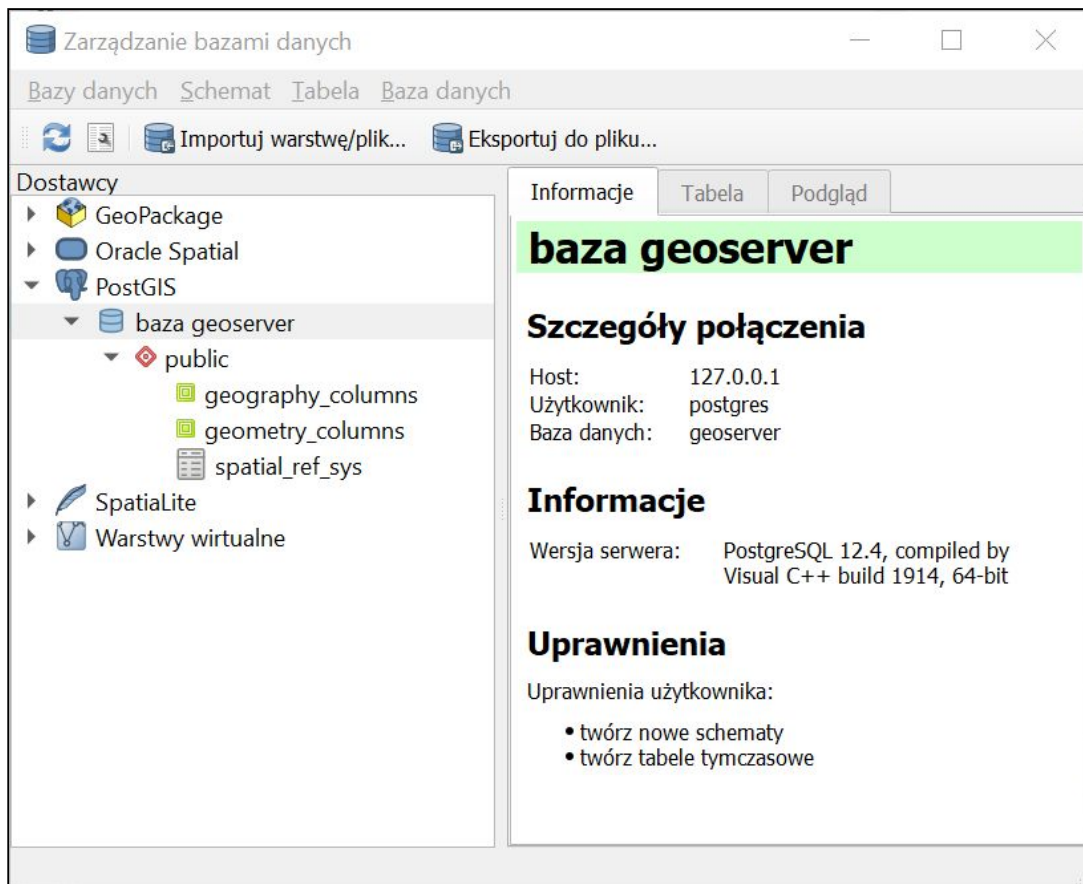 Zarządzanie bazami danych
Bazy danych Schemat Tabela Baza danych
Importuj warstwę/plik... Eksportuj do pliku...
Dostawcy
GeoPackage
Oracle Spatial
PostGIS
baza geoserver
public
geography_columns
geometry_columns
spatial_ref_sys
SpatiaLite
Warstwy wirtualne
Informacje Tabela Podgląd
baza geoserver
Szczegóły połączenia
Host: 127.0.0.1
Użytkownik: postgres
Baza danych: geoserver
Informacje
Wersja serwera: PostgreSQL 12.4, compiled by
Visual C++ build 1914, 64-bit
Uprawnienia
Uprawnienia użytkownika:
• twórz nowe schematy
• twórz tabele tymczasowe